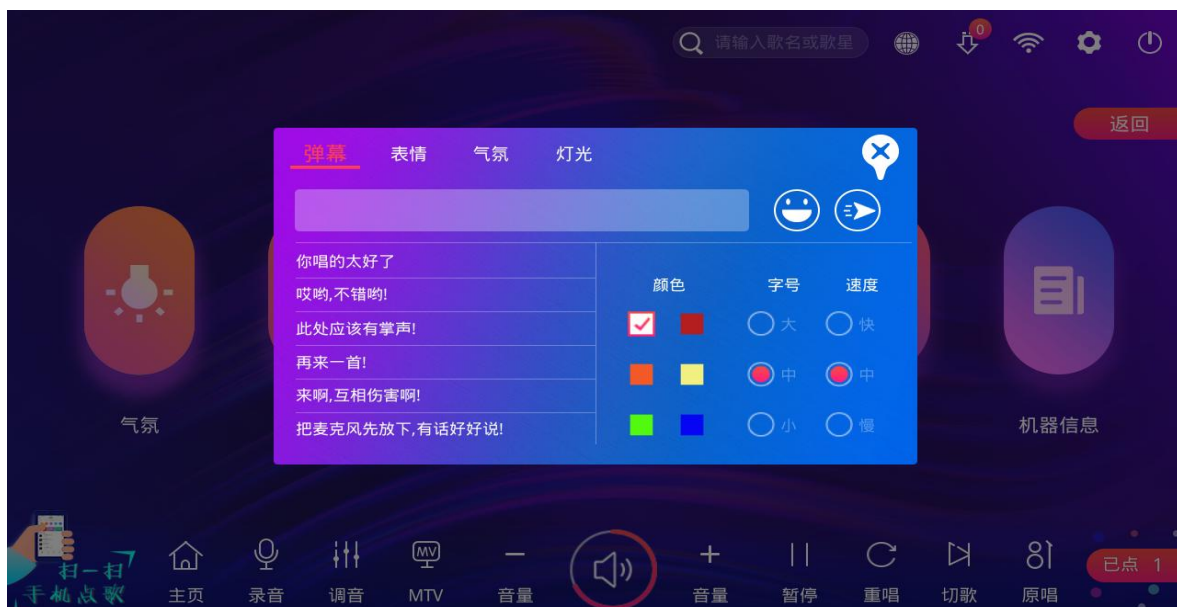 请输入歌名或歌星
0
返回
弹幕 表情 气氛 灯光
你唱的太好了
哎哟,不错哟!
此处应该有掌声!
再来一首!
来啊,互相伤害啊!
把麦克风先放下,有话好好说!
颜色 字号 速度
大 快
中 中
小 慢
气氛
机器信息
扫一扫
手机点歌
MV
主页 录音 调音 MTV 音量 音量 暂停 重唱 切歌 原唱
已点 1